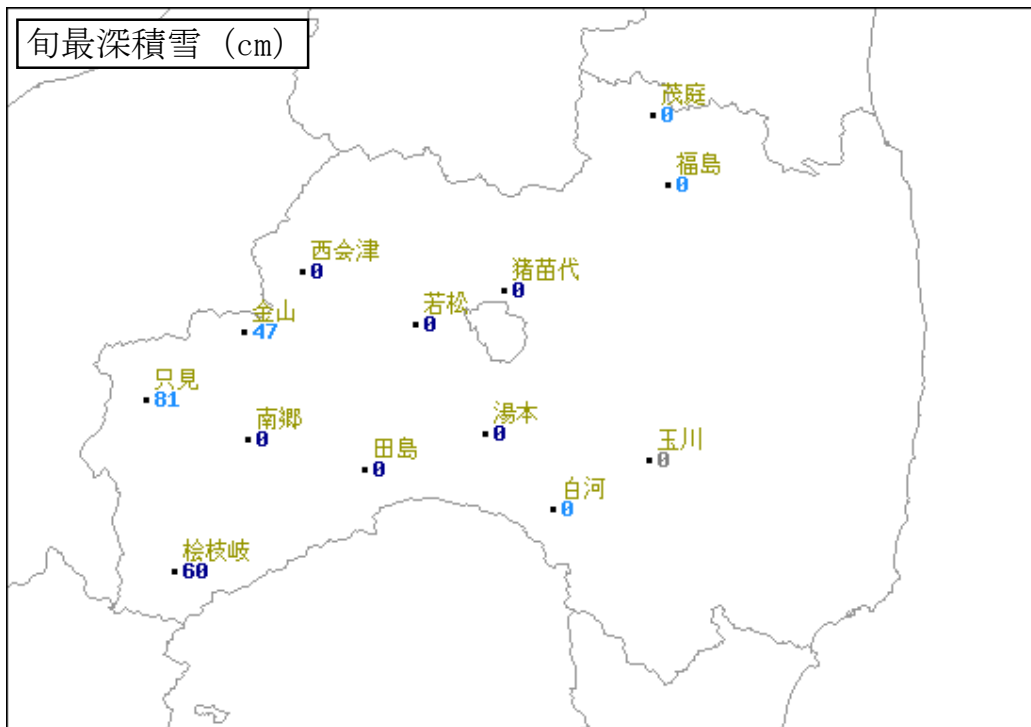 旬最深積雪 (cm)
茂庭
0
福島
0
西会津
0
猪苗代
0
若松
0
金山
47
只見
81
南郷
0
湯本
0
田島
0
玉川
0
白河
0
桧枝岐
60